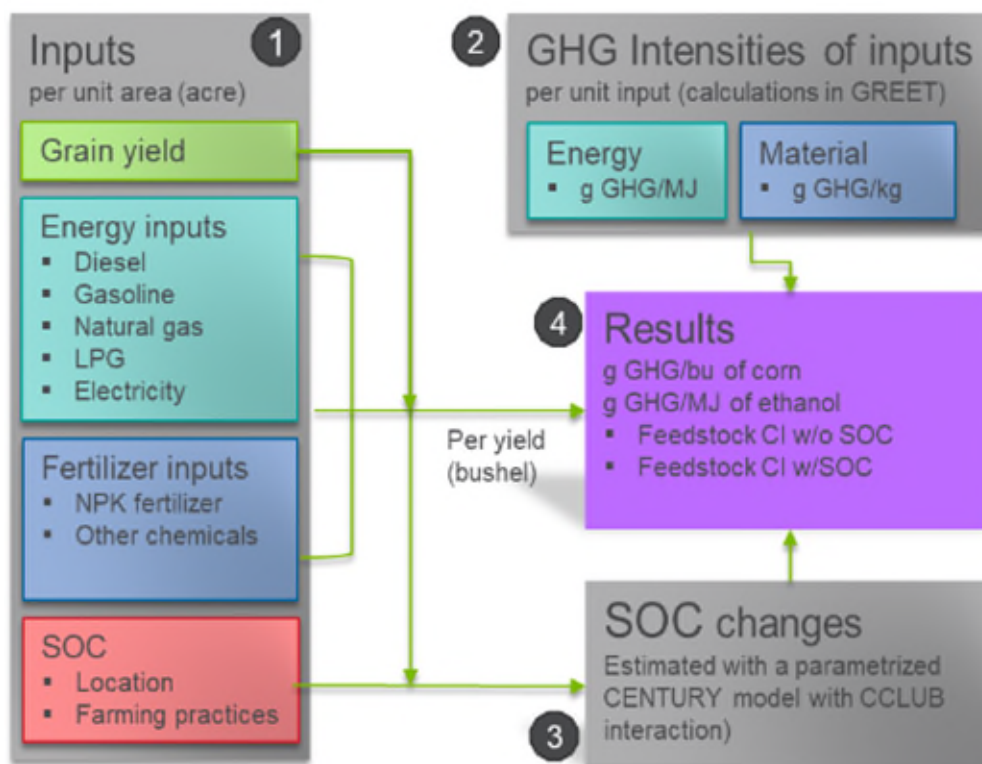 Inputs
1
per unit area (acre)
Grain yield
Energy inputs
▪ Diesel
▪ Gasoline
▪ Natural gas
▪ LPG
▪ Electricity
Fertilizer inputs
▪ NPK fertilizer
▪ Other chemicals
SOC
▪ Location
▪ Farming practices
2
GHG Intensities of inputs
per unit input (calculations in GREET)
Energy
▪ g GHG/MJ
Material
▪ g GHG/kg
Per yield
(bushel)
4
Results
g GHG/bu of corn
g GHG/MJ of ethanol
▪ Feedstock CI w/o SOC
▪ Feedstock CI w/SOC
SOC changes
Estimated with a parametrized
CENTURY model with CCLUB
interaction)
3